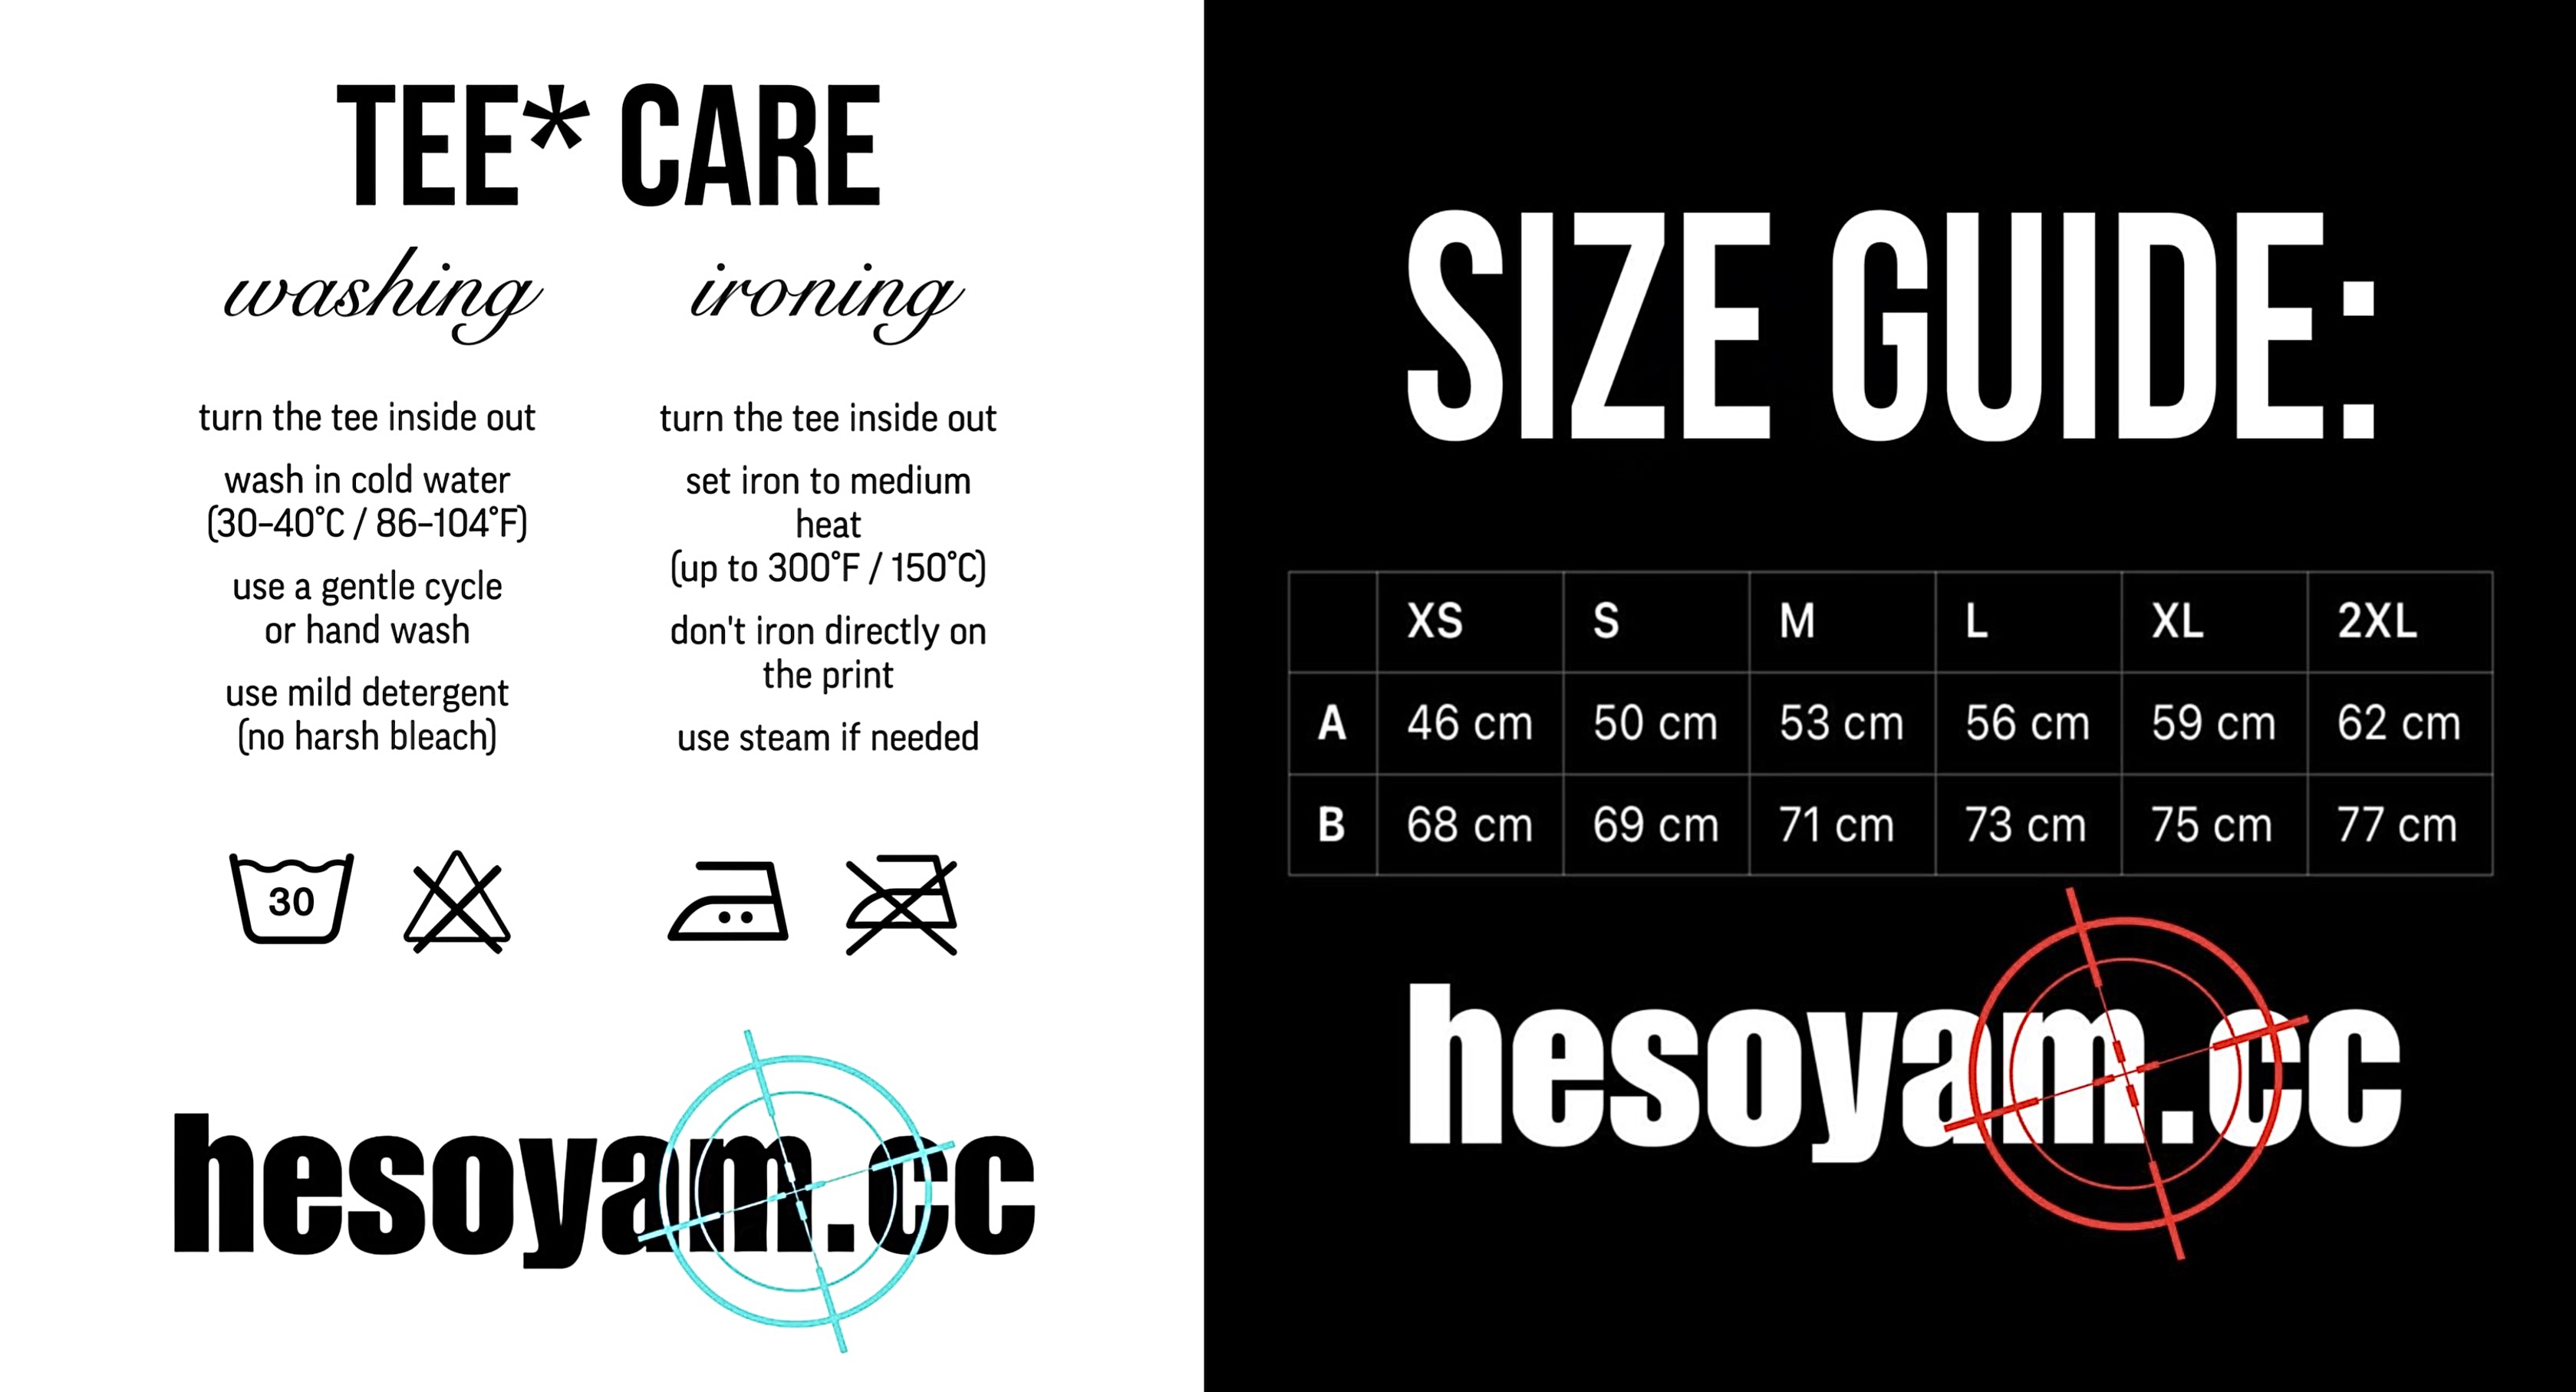 TEE* CARE
washing
turn the tee inside out
wash in cold water
(30–40°C / 86–104°F)
use a gentle cycle
or hand wash
use mild detergent
(no harsh bleach)
30
ironing
turn the tee inside out
set iron to medium
heat
(up to 300°F / 150°C)
don't iron directly on
the print
use steam if needed
hesoyam.cc
SIZE GUIDE:
XS S M L XL 2XL
A 46 cm 50 cm 53 cm 56 cm 59 cm 62 cm
B 68 cm 69 cm 71 cm 73 cm 75 cm 77 cm
hesoyam.cc